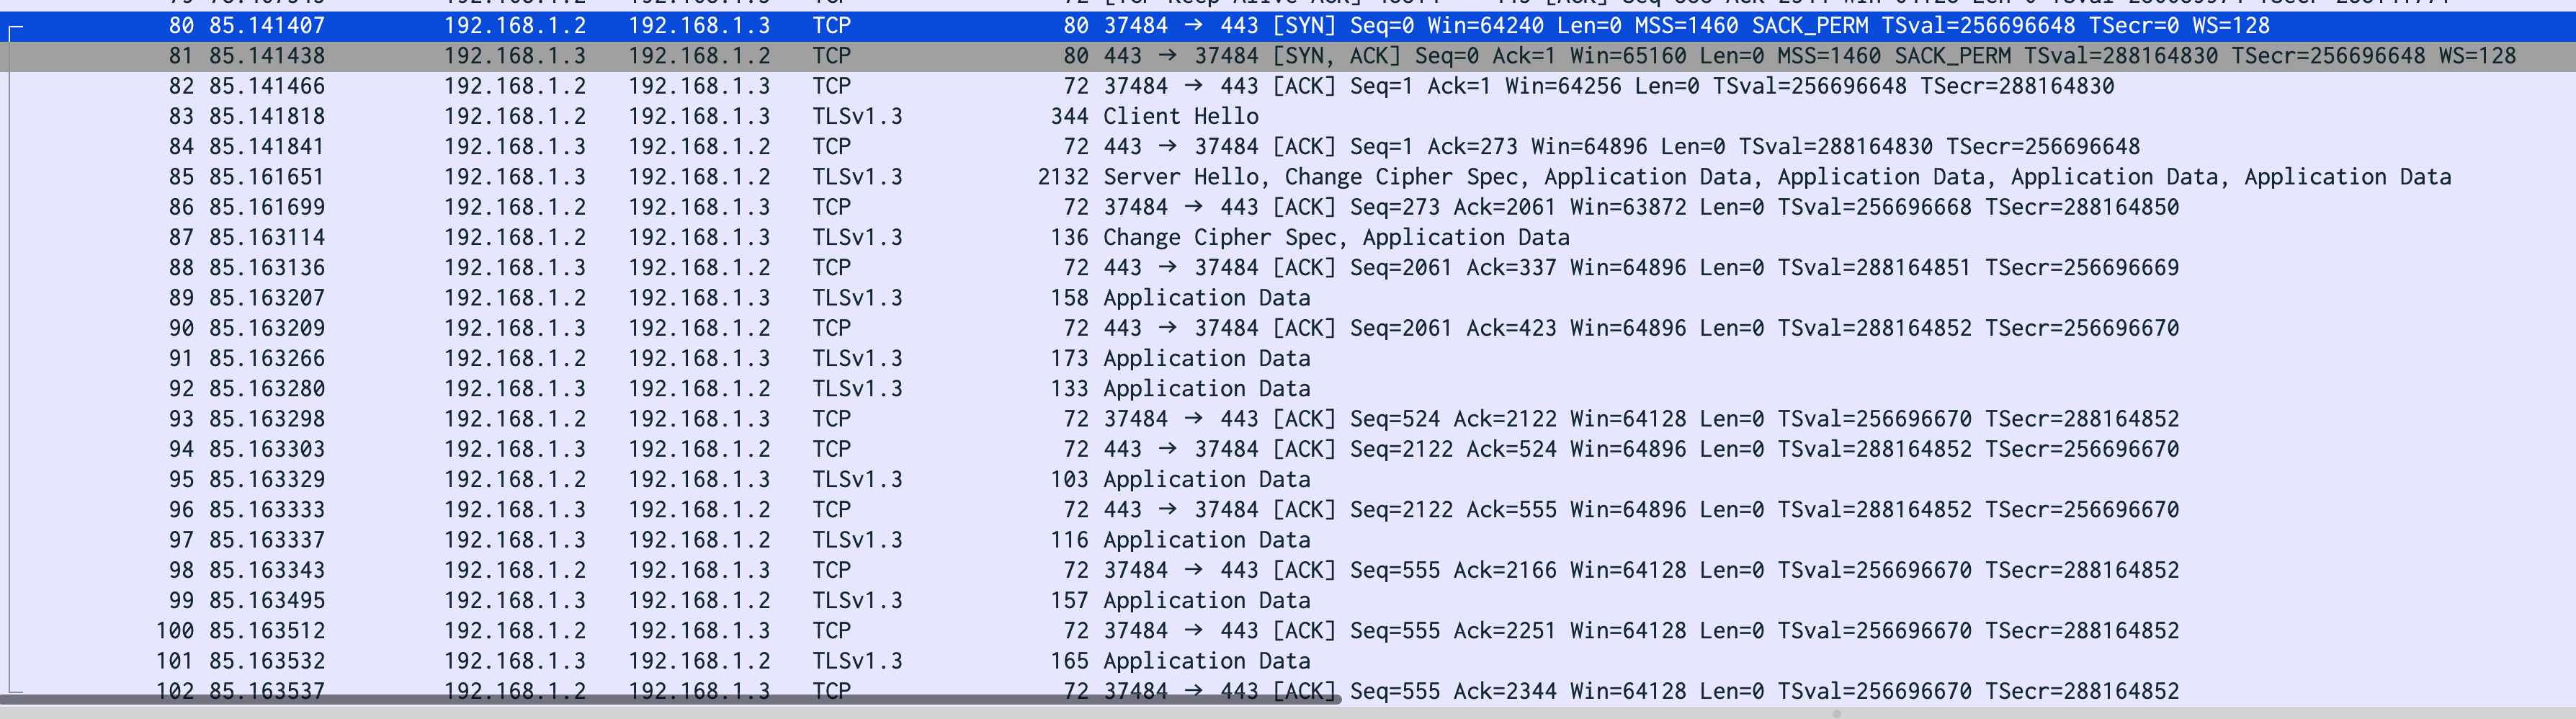 80 85.141407 192.168.1.2 192.168.1.3 TCP 80 37484 → 443 [SYN] Seq=0 Win=64240 Len=0 MSS=1460 SACK_PERM TSval=256696648 TSecr=0 WS=128
81 85.141438 192.168.1.3 192.168.1.2 TCP 80 443 → 37484 [SYN, ACK] Seq=0 Ack=1 Win=65160 Len=0 MSS=1460 SACK_PERM TSval=288164830 TSecr=256696648 WS=128
82 85.141466 192.168.1.2 192.168.1.3 TCP 72 37484 → 443 [ACK] Seq=1 Ack=1 Win=64256 Len=0 TSval=256696648 TSecr=288164830
83 85.141818 192.168.1.2 192.168.1.3 TLSv1.3 344 Client Hello
84 85.141841 192.168.1.3 192.168.1.2 TCP 72 443 → 37484 [ACK] Seq=1 Ack=273 Win=64896 Len=0 TSval=288164830 TSecr=256696648
85 85.161651 192.168.1.3 192.168.1.2 TLSv1.3 2132 Server Hello, Change Cipher Spec, Application Data, Application Data, Application Data, Application Data
86 85.161699 192.168.1.2 192.168.1.3 TCP 72 37484 → 443 [ACK] Seq=273 Ack=2061 Win=63872 Len=0 TSval=256696668 TSecr=288164850
87 85.163114 192.168.1.2 192.168.1.3 TLSv1.3 136 Change Cipher Spec, Application Data
88 85.163136 192.168.1.3 192.168.1.2 TCP 72 443 → 37484 [ACK] Seq=2061 Ack=337 Win=64896 Len=0 TSval=288164851 TSecr=256696669
89 85.163207 192.168.1.2 192.168.1.3 TLSv1.3 158 Application Data
90 85.163209 192.168.1.3 192.168.1.2 TCP 72 443 → 37484 [ACK] Seq=2061 Ack=423 Win=64896 Len=0 TSval=288164852 TSecr=256696670
91 85.163266 192.168.1.2 192.168.1.3 TLSv1.3 173 Application Data
92 85.163280 192.168.1.3 192.168.1.2 TLSv1.3 133 Application Data
93 85.163298 192.168.1.2 192.168.1.3 TCP 72 37484 → 443 [ACK] Seq=524 Ack=2122 Win=64128 Len=0 TSval=256696670 TSecr=288164852
94 85.163303 192.168.1.3 192.168.1.2 TCP 72 443 → 37484 [ACK] Seq=2122 Ack=524 Win=64896 Len=0 TSval=288164852 TSecr=256696670
95 85.163329 192.168.1.2 192.168.1.3 TLSv1.3 103 Application Data
96 85.163333 192.168.1.3 192.168.1.2 TCP 72 443 → 37484 [ACK] Seq=2122 Ack=555 Win=64896 Len=0 TSval=288164852 TSecr=256696670
97 85.163337 192.168.1.3 192.168.1.2 TLSv1.3 116 Application Data
98 85.163343 192.168.1.2 192.168.1.3 TCP 72 37484 → 443 [ACK] Seq=555 Ack=2166 Win=64128 Len=0 TSval=256696670 TSecr=288164852
99 85.163495 192.168.1.3 192.168.1.2 TLSv1.3 157 Application Data
100 85.163512 192.168.1.2 192.168.1.3 TCP 72 37484 → 443 [ACK] Seq=555 Ack=2251 Win=64128 Len=0 TSval=256696670 TSecr=288164852
101 85.163532 192.168.1.3 192.168.1.2 TLSv1.3 165 Application Data
102 85.163537 192.168.1.2 192.168.1.3 TCP 72 37484 → 443 [ACK] Seq=555 Ack=2344 Win=64128 Len=0 TSval=256696670 TSecr=288164852